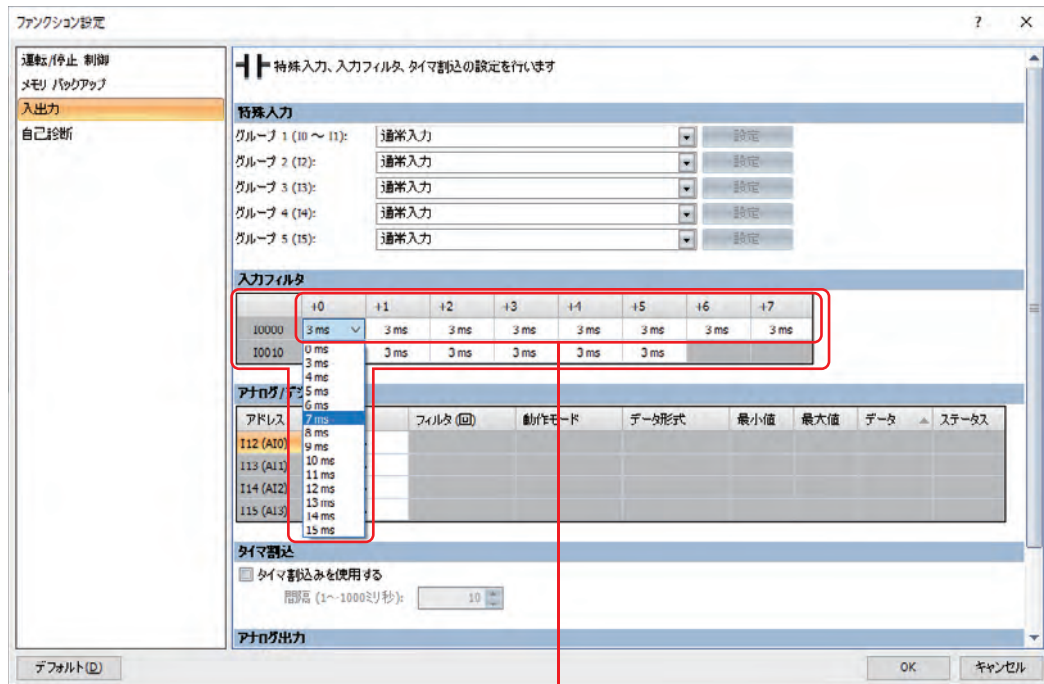 ファンクション設定 ? ×
運転/停止 制御
メモリ バックアップ
入出力
自己診断
特殊入力、入力フィルタ、タイマ割込の設定を行います
特殊入力
グループ 1 (I0 ～ I1): 通常入力 設定
グループ 2 (I2): 通常入力 設定
グループ 3 (I3): 通常入力 設定
グループ 4 (I4): 通常入力 設定
グループ 5 (I5): 通常入力 設定
入力フィルタ
+0 +1 +2 +3 +4 +5 +6 +7
I0000 3 ms 3 ms 3 ms 3 ms 3 ms 3 ms 3 ms 3 ms
I0010 3 ms 3 ms 3 ms 3 ms 3 ms
0 ms
3 ms
4 ms
5 ms
6 ms
7 ms
8 ms
9 ms
10 ms
11 ms
12 ms
13 ms
14 ms
15 ms
アナログ/デジ
アドレス フィルタ (回) 動作モード データ形式 最小値 最大値 データ ステータス
I12 (AI0)
I13 (AI1)
I14 (AI2)
I15 (AI3)
タイマ割込
タイマ割込みを使用する
間隔 (1～1000ミリ秒): 10
アナログ出力
デフォルト(D) OK キャンセル